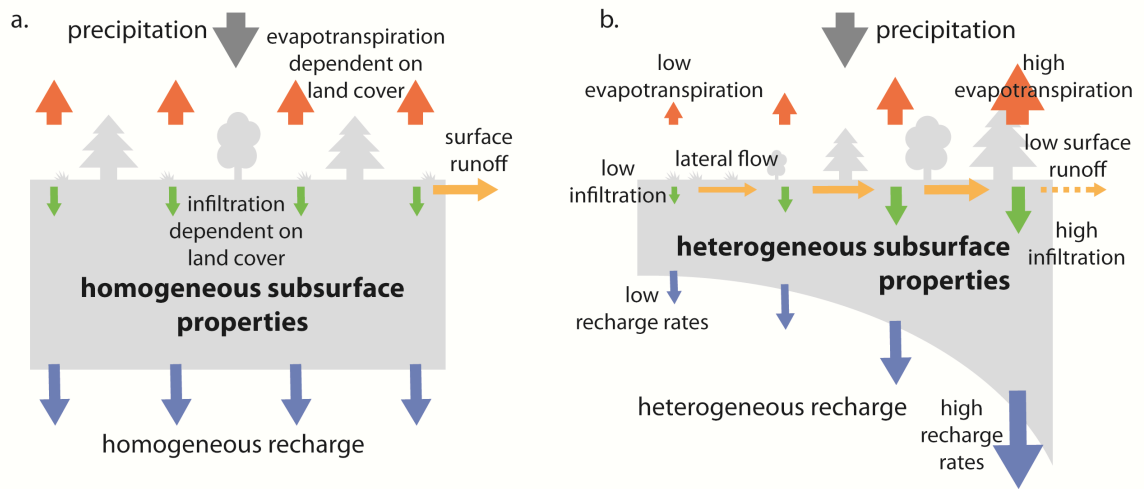 a.
precipitation
evapotranspiration
dependent on
land cover
surface
runoff
infiltration
dependent on
land cover
homogeneous subsurface
properties
homogeneous recharge
b.
precipitation
low
evapotranspiration
high
evapotranspiration
lateral flow
low surface
runoff
low
infiltration
high
infiltration
heterogeneous subsurface
properties
low
recharge rates
heterogeneous recharge
high
recharge
rates